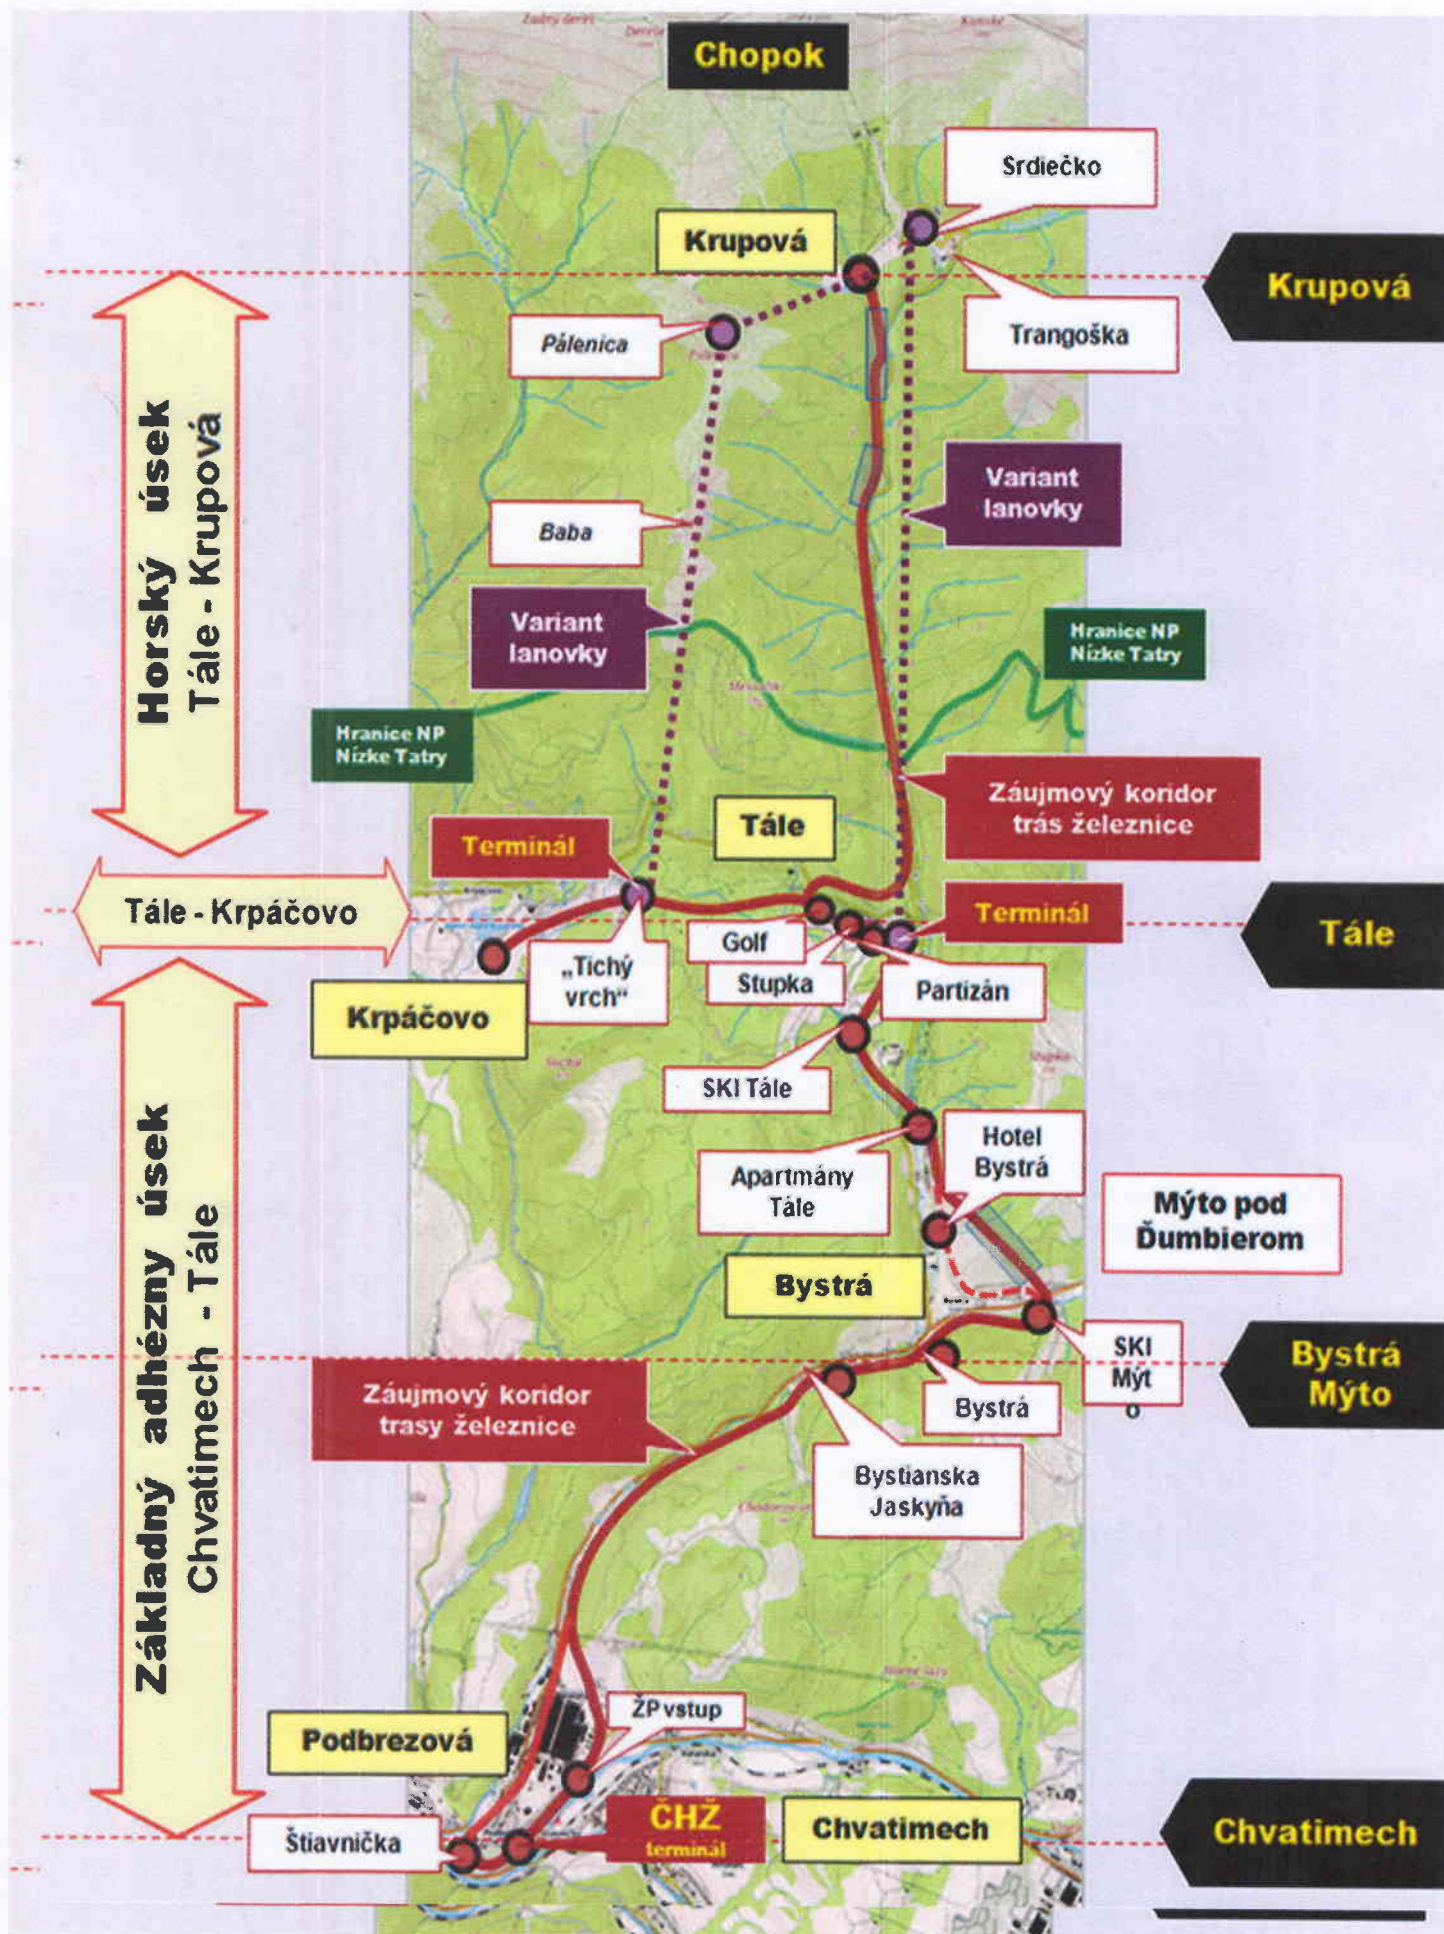 Chopok
Srdiečko
Krupová
Krupová
Pálenica
Trangoška
Horský úsek
Tále - Krupová
Variant
lanovky
Baba
Variant
lanovky
Hranice NP
Nízke Tatry
Hranice NP
Nízke Tatry
Záujmový koridor
trás železnice
Tále
Terminál
Tále - Krpáčovo
Terminál
Tále
Golf
Stupka
Partizán
„Tichý
vrch“
Krpáčovo
SKI Tále
Hotel
Bystrá
Apartmány
Tále
Mýto pod
Ďumbierom
Bystrá
Základný adhézny úsek
Chvatimech - Tále
SKI
Mýt
o
Bystrá
Mýto
Záujmový koridor
trasy železnice
Bystrá
Bystianska
Jaskyňa
ŽP vstup
Podbrezová
ČHŽ
terminál
Chvatimech
Chvatimech
Štiavnička